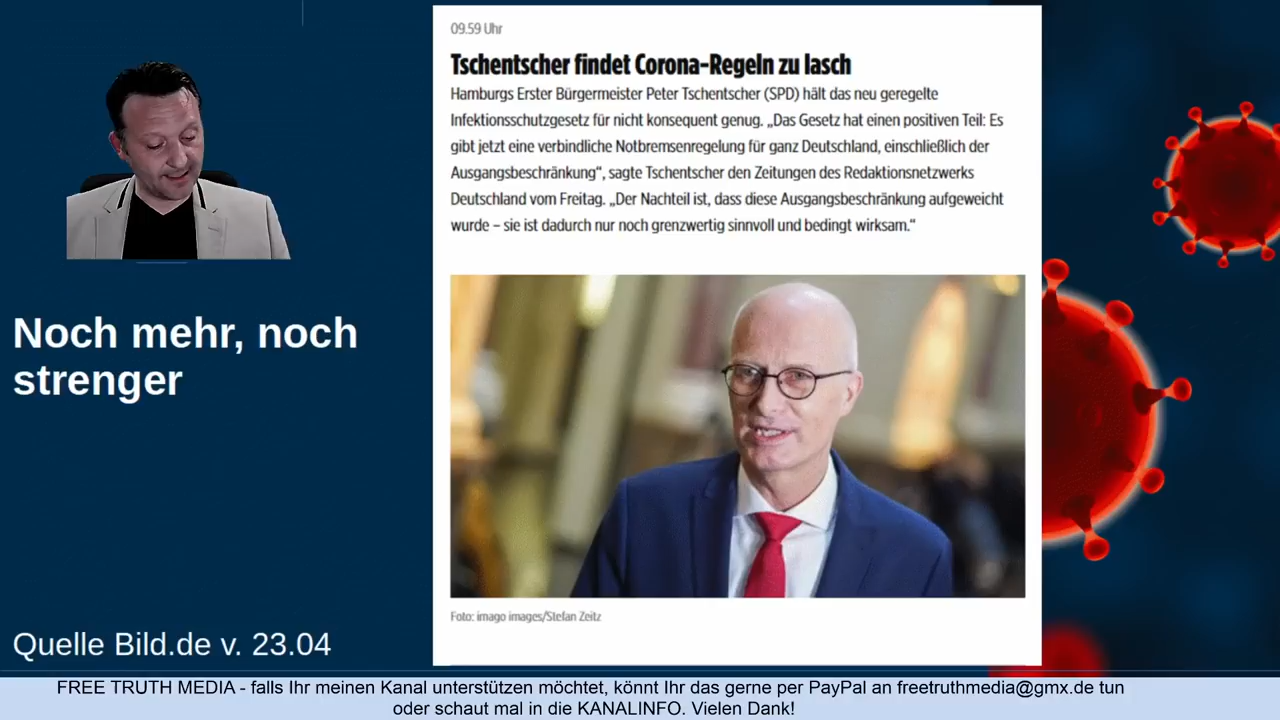 09.59 Uhr
Tschentscher findet Corona-Regeln zu lasch
Hamburgs Erster Bürgermeister Peter Tschentscher (SPD) hält das neu geregelte
Infektionsschutzgesetz für nicht konsequent genug. „Das Gesetz hat einen positiven Teil: Es
gibt jetzt eine verbindliche Notbremsenregelung für ganz Deutschland, einschließlich der
Ausgangsbeschränkung“, sagte Tschentscher den Zeitungen des Redaktionsnetzwerks
Deutschland vom Freitag. „Der Nachteil ist, dass diese Ausgangsbeschränkung aufgeweicht
wurde – sie ist dadurch nur noch grenzwertig sinnvoll und bedingt wirksam.“
Foto: imago images/Stefan Zeitz
Noch mehr, noch
strenger
Quelle Bild.de v. 23.04
FREE TRUTH MEDIA - falls Ihr meinen Kanal unterstützen möchtet, könnt Ihr das gerne per PayPal an freetruthmedia@gmx.de tun
oder schaut mal in die KANALINFO. Vielen Dank!